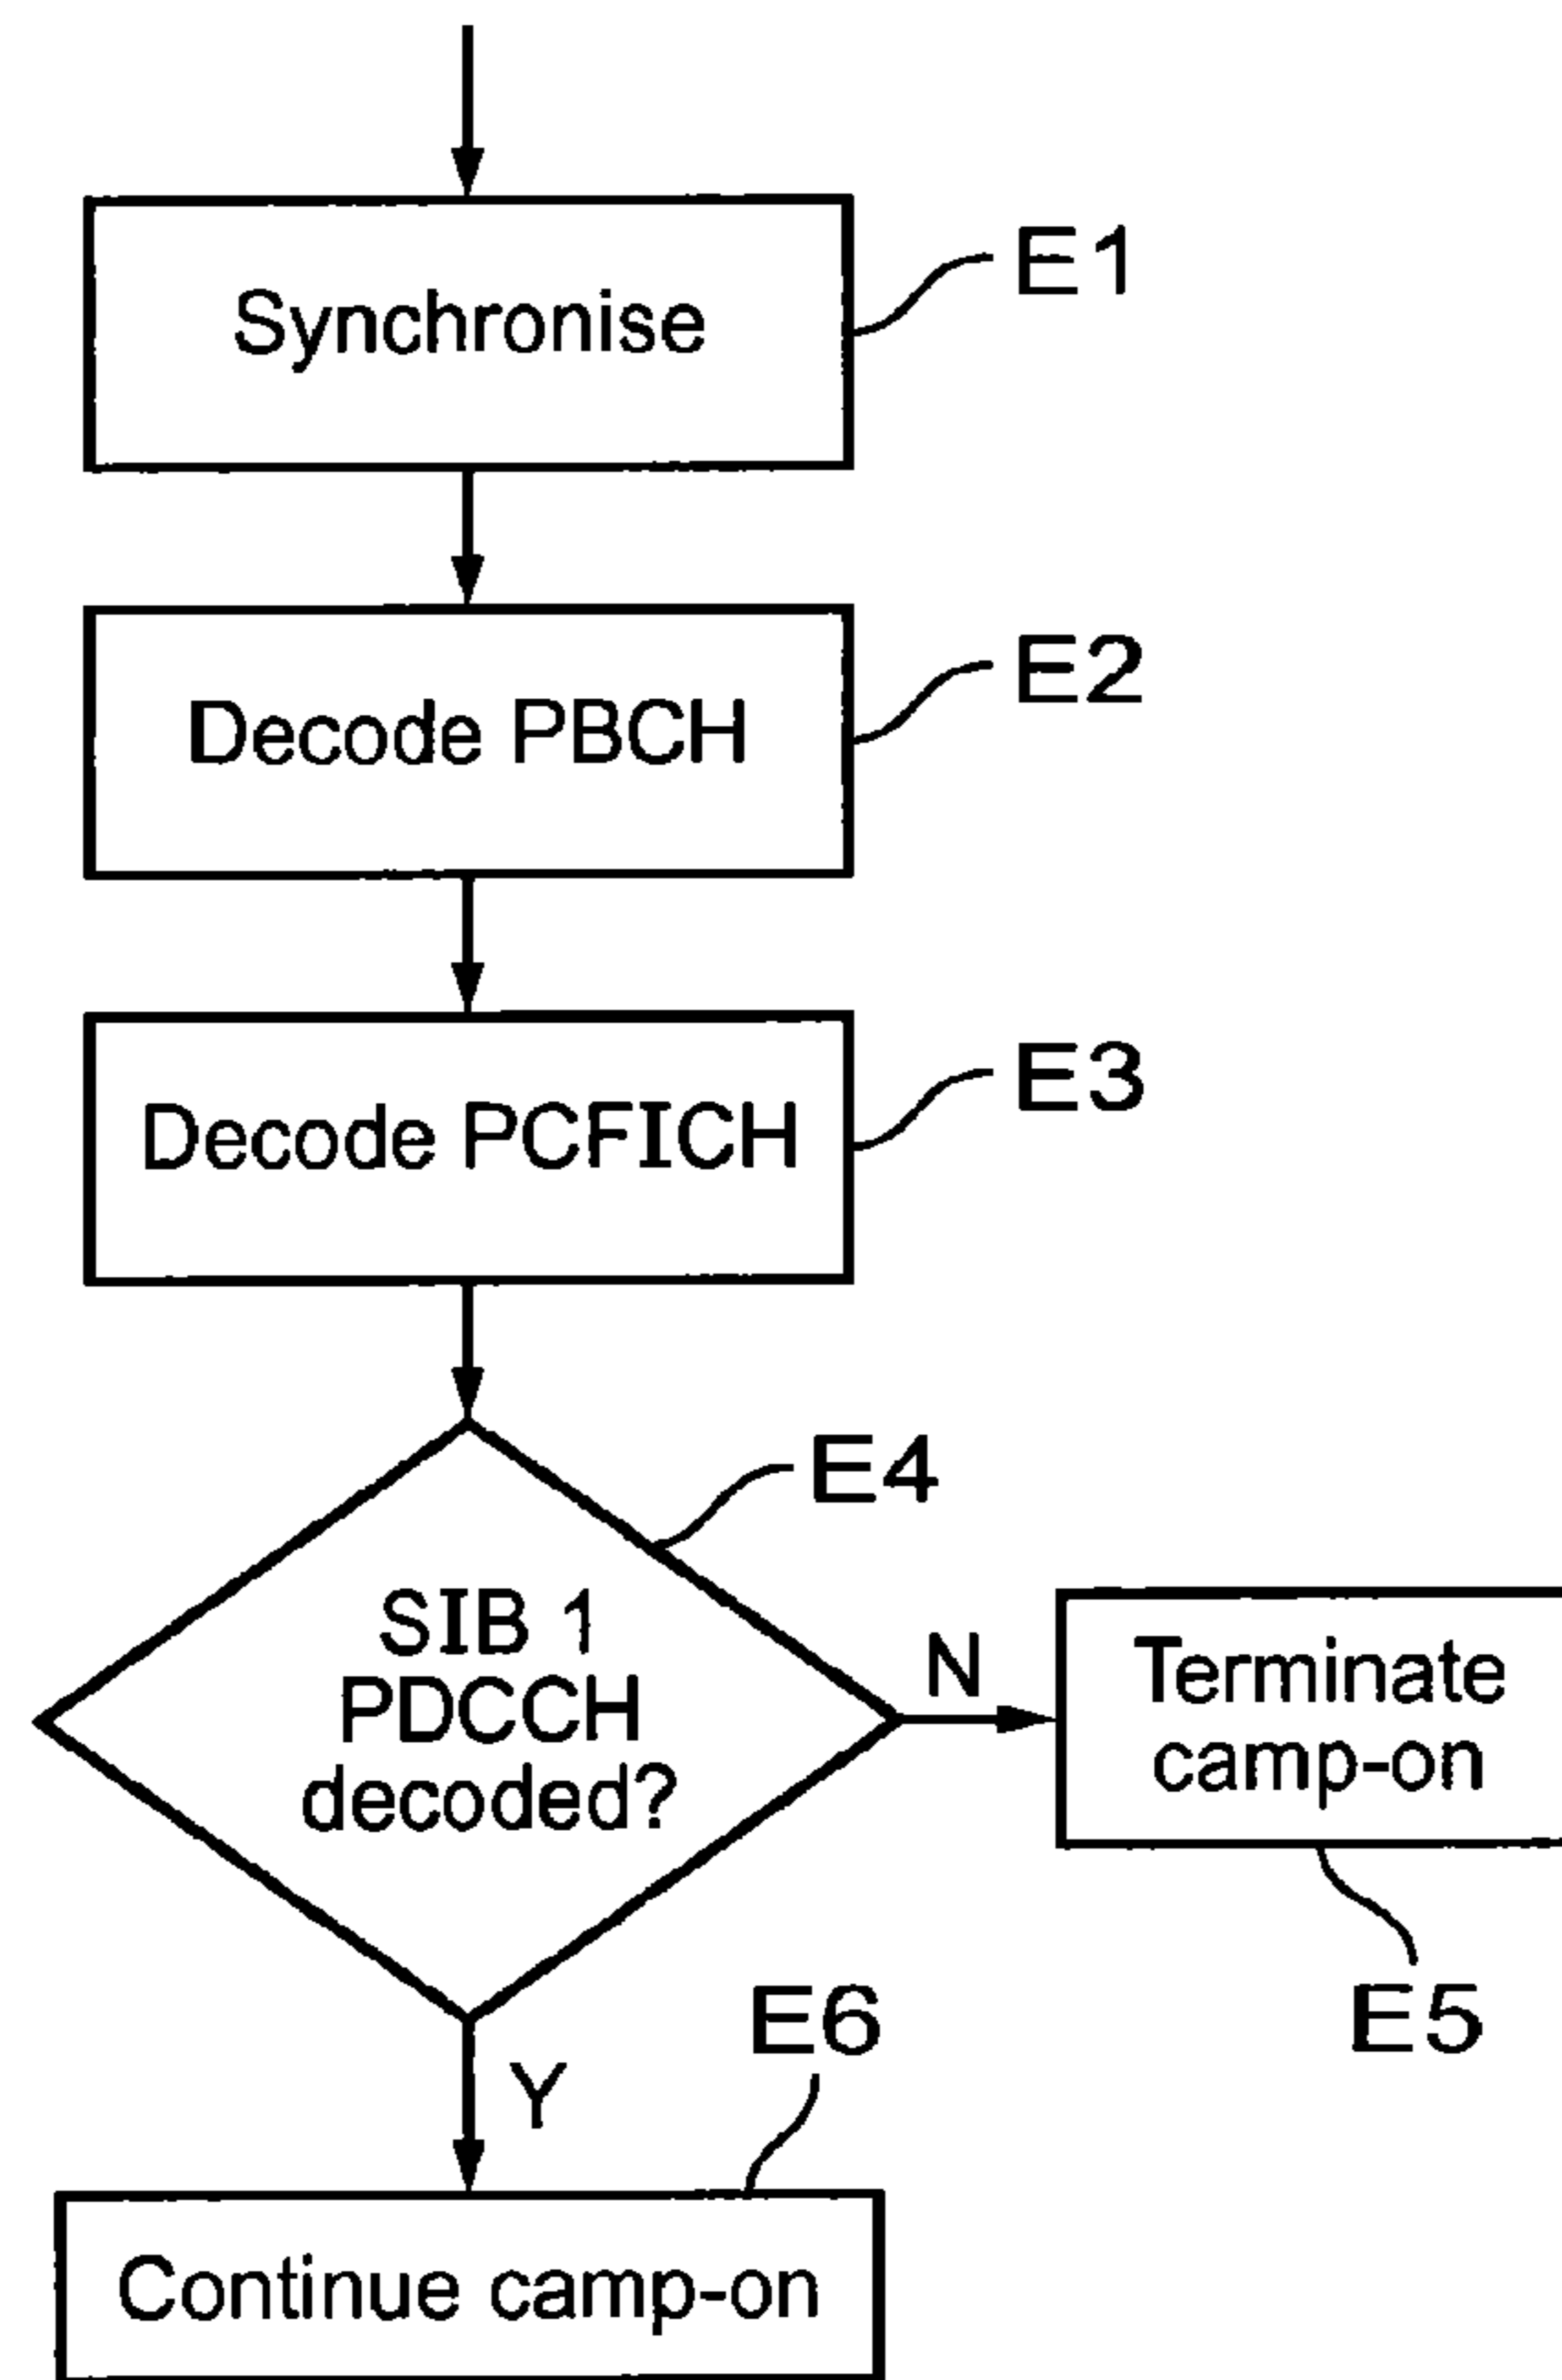 Synchronise
E1
Decode PBCH
E2
Decode PCFICH
E3
E4
SIB 1
PDCCH
decoded?
N
Terminate
camp-on
E5
E6
Y
Continue camp-on